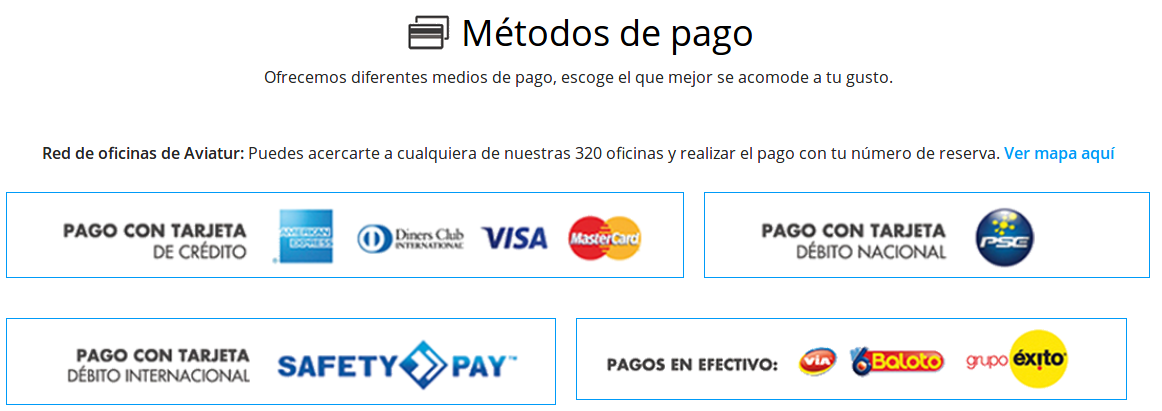 Métodos de pago
Ofrecemos diferentes medios de pago, escoge el que mejor se acomode a tu gusto.
Red de oficinas de Aviatur: Puedes acercarte a cualquiera de nuestras 320 oficinas y realizar el pago con tu número de reserva. Ver mapa aquí
PAGO CON TARJETA
DE CRÉDITO
AMERICAN
EXPRESS
Diners Club
INTERNATIONAL
VISA
MasterCard
PAGO CON TARJETA
DÉBITO NACIONAL
PSE
PAGO CON TARJETA
DÉBITO INTERNACIONAL
SAFETY PAY™
PAGOS EN EFECTIVO:
VIA
Baloto
grupo éxito